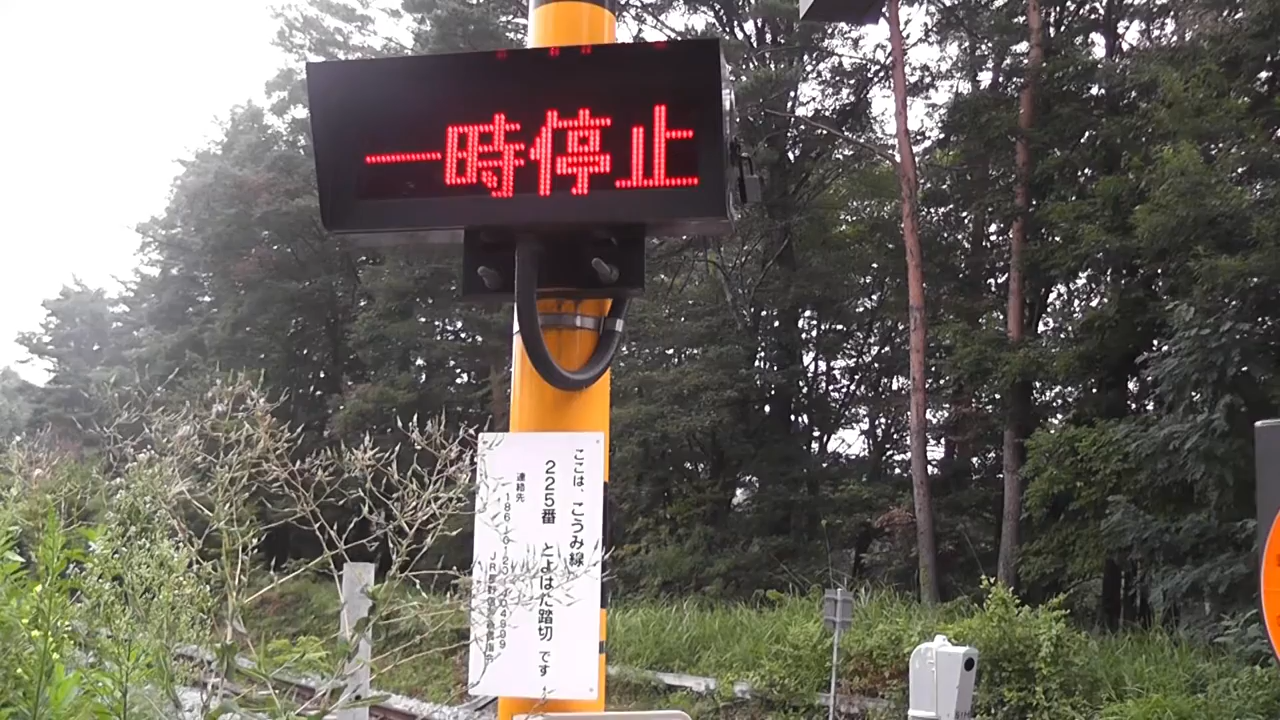 一時停止
ここは、こうみ線
225番 とよはた踏切 です
連絡先